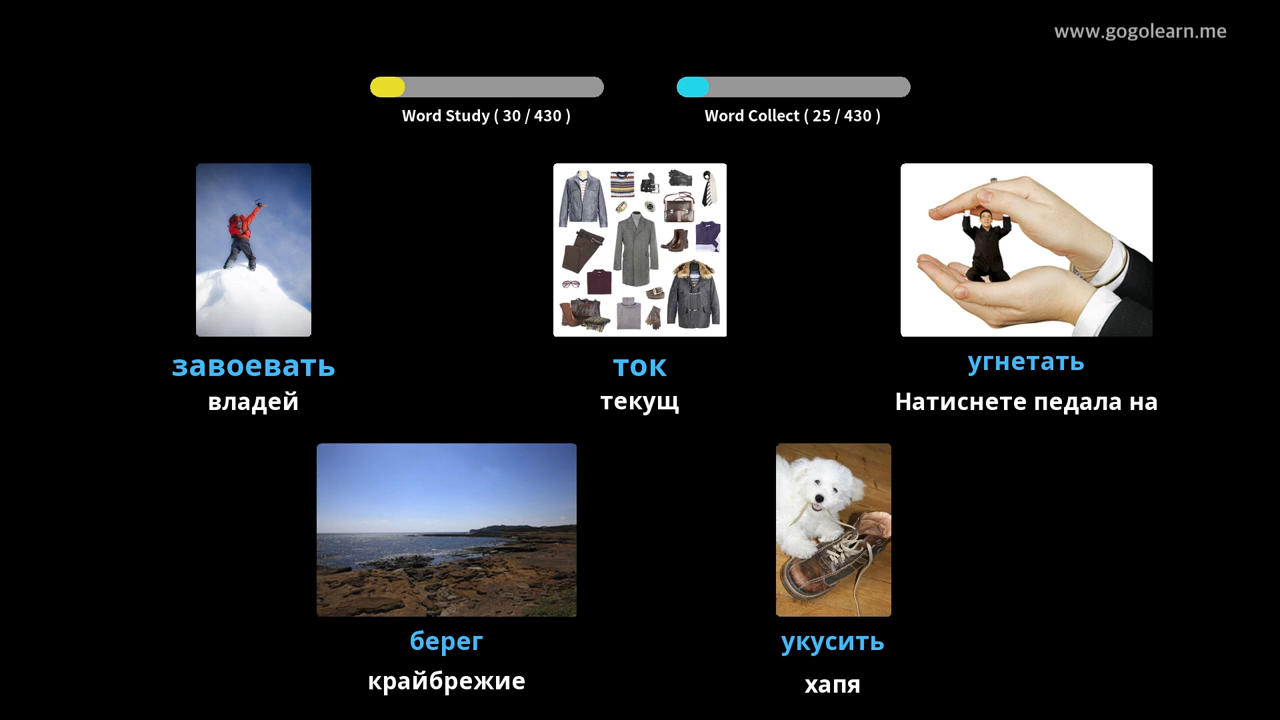 www.gogolearn.me
Word Study ( 30 / 430 )
Word Collect ( 25 / 430 )
завоевать
владей
ток
текущ
угнетать
Натиснете педала на
берег
крайбрежие
укусить
хапя